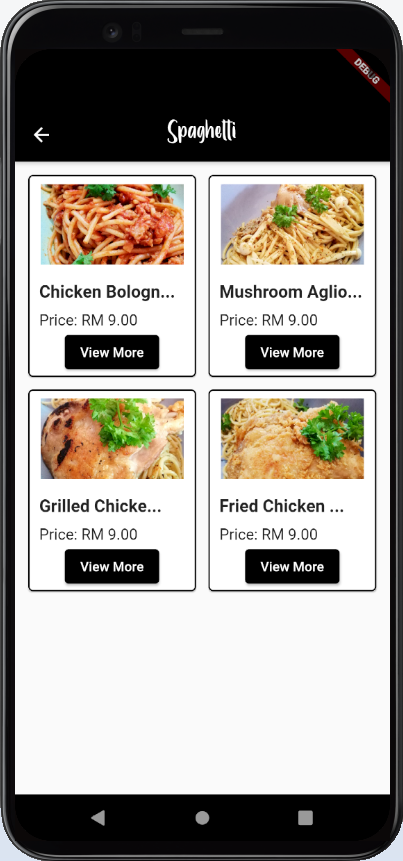 DEBUG
Spaghetti
Chicken Bologn...
Mushroom Aglio...
Price: RM 9.00
Price: RM 9.00
View More
View More
Grilled Chicke...
Fried Chicken ...
Price: RM 9.00
Price: RM 9.00
View More
View More